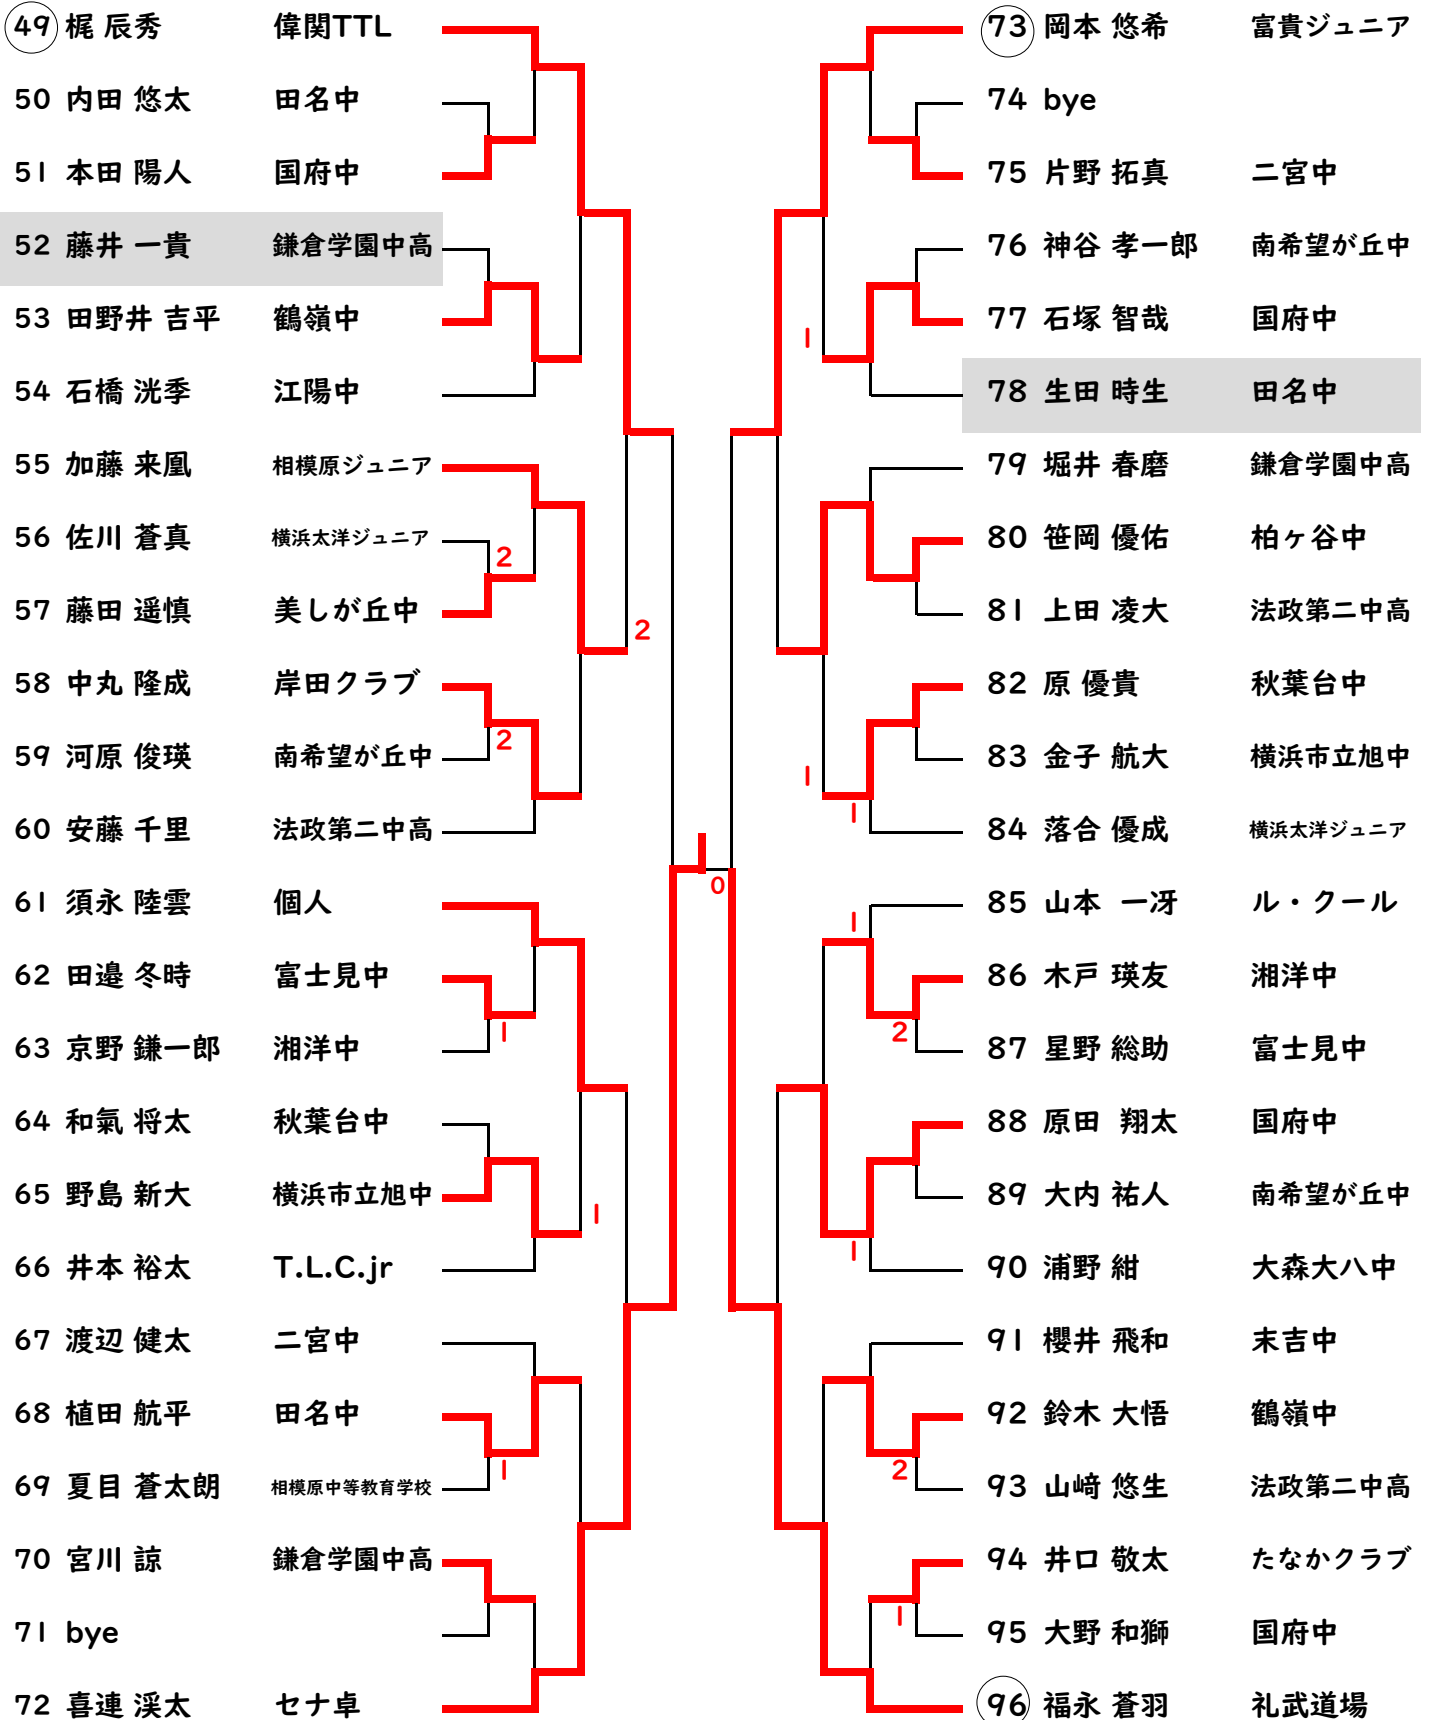 49 梶 辰秀 偉関TTL
50 内田 悠太 田名中
51 本田 陽人 国府中
52 藤井 一貴 鎌倉学園中高
53 田野井 吉平 鶴嶺中
54 石橋 洸季 江陽中
55 加藤 来凰 相模原ジュニア
56 佐川 蒼真 横浜太洋ジュニア
2
57 藤田 遥慎 美しが丘中
2
58 中丸 隆成 岸田クラブ
2
59 河原 俊瑛 南希望が丘中
60 安藤 千里 法政第二中高
61 須永 陸雲 個人
62 田邉 冬時 富士見中
1
63 京野 鎌一郎 湘洋中
64 和氣 将太 秋葉台中
65 野島 新大 横浜市立旭中
1
66 井本 裕太 T.L.C.jr
67 渡辺 健太 二宮中
68 植田 航平 田名中
1
69 夏目 蒼太朗 相模原中等教育学校
70 宮川 諒 鎌倉学園中高
71 bye
72 喜連 渓太 セナ卓
0
73 岡本 悠希 富貴ジュニア
74 bye
75 片野 拓真 二宮中
76 神谷 孝一郎 南希望が丘中
77 石塚 智哉 国府中
1
78 生田 時生 田名中
79 堀井 春磨 鎌倉学園中高
80 笹岡 優佑 柏ヶ谷中
81 上田 凌大 法政第二中高
82 原 優貴 秋葉台中
83 金子 航大 横浜市立旭中
1
1
84 落合 優成 横浜太洋ジュニア
85 山本 一冴 ル・クール
1
86 木戸 瑛友 湘洋中
2
87 星野 総助 富士見中
88 原田 翔太 国府中
89 大内 祐人 南希望が丘中
1
90 浦野 紺 大森大八中
91 櫻井 飛和 末吉中
92 鈴木 大悟 鶴嶺中
2
93 山﨑 悠生 法政第二中高
94 井口 敬太 たなかクラブ
1
95 大野 和獅 国府中
96 福永 蒼羽 礼武道場